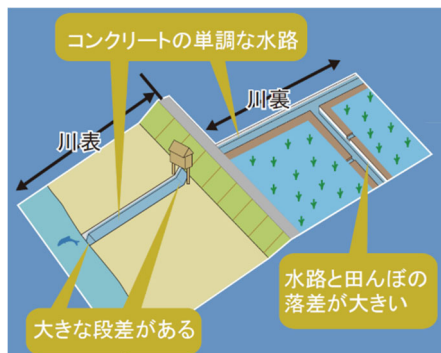 コンクリートの単調な水路
川表
川裏
水路と田んぼの
落差が大きい
大きな段差がある